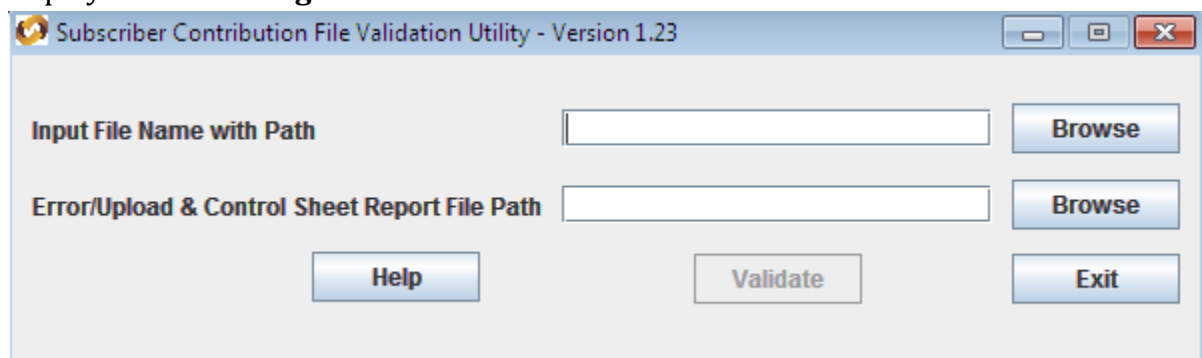 Subscriber Contribution File Validation Utility - Version 1.23
Input File Name with Path Browse
Error/Upload & Control Sheet Report File Path Browse
Help Validate Exit